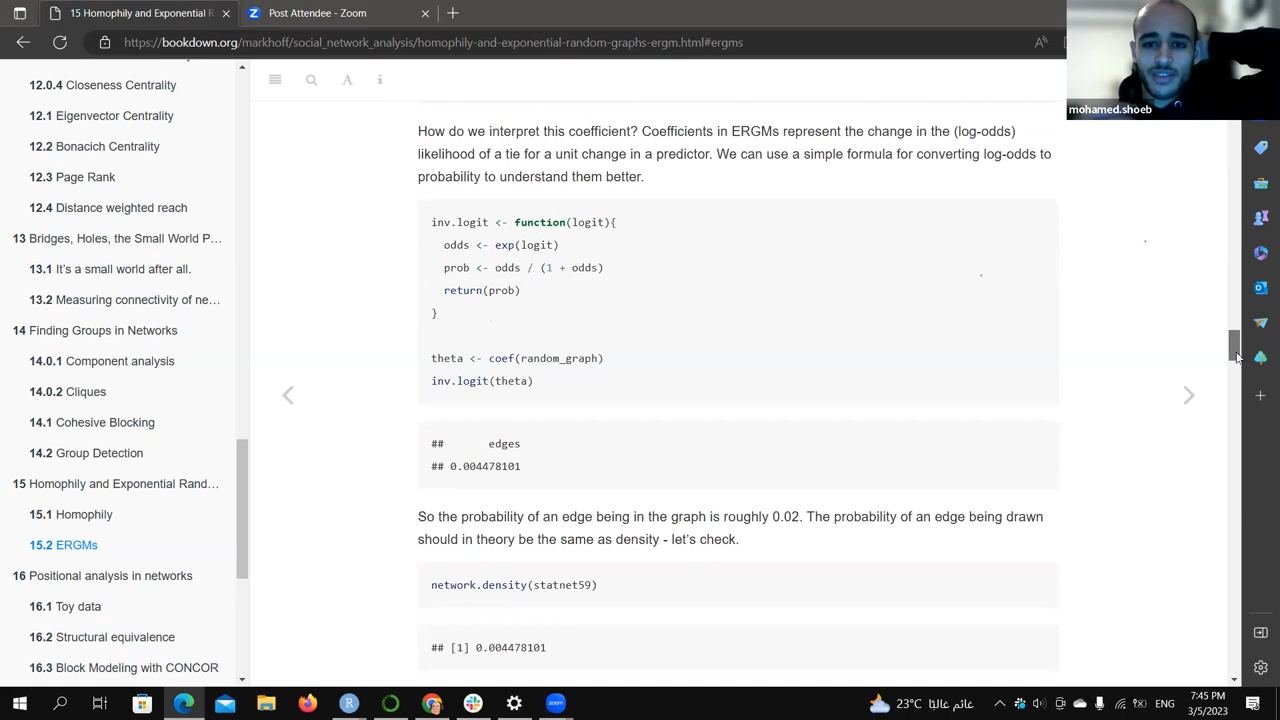 15 Homophily and Exponential R
Post Attendee - Zoom
https://bookdown.org/markhoff/social_network_analysis/homophily-and-exponential-random-graphs-ergm.html#ergms
mohamed.shoeb
12.0.4 Closeness Centrality
12.1 Eigenvector Centrality
12.2 Bonacich Centrality
12.3 Page Rank
12.4 Distance weighted reach
13 Bridges, Holes, the Small World P...
13.1 It's a small world after all.
13.2 Measuring connectivity of ne...
14 Finding Groups in Networks
14.0.1 Component analysis
14.0.2 Cliques
14.1 Cohesive Blocking
14.2 Group Detection
15 Homophily and Exponential Rand...
15.1 Homophily
15.2 ERGMs
16 Positional analysis in networks
16.1 Toy data
16.2 Structural equivalence
16.3 Block Modeling with CONCOR
How do we interpret this coefficient? Coefficients in ERGMs represent the change in the (log-odds)
likelihood of a tie for a unit change in a predictor. We can use a simple formula for converting log-odds to
probability to understand them better.
inv.logit <- function(logit){
odds <- exp(logit)
prob <- odds / (1 + odds)
return(prob)
}
theta <- coef(random_graph)
inv.logit(theta)
## edges
## 0.004478101
So the probability of an edge being in the graph is roughly 0.02. The probability of an edge being drawn
should in theory be the same as density - let's check.
network.density(statnet59)
## [1] 0.004478101
23°C غائم غالبًا
ENG
7:45 PM
3/5/2023